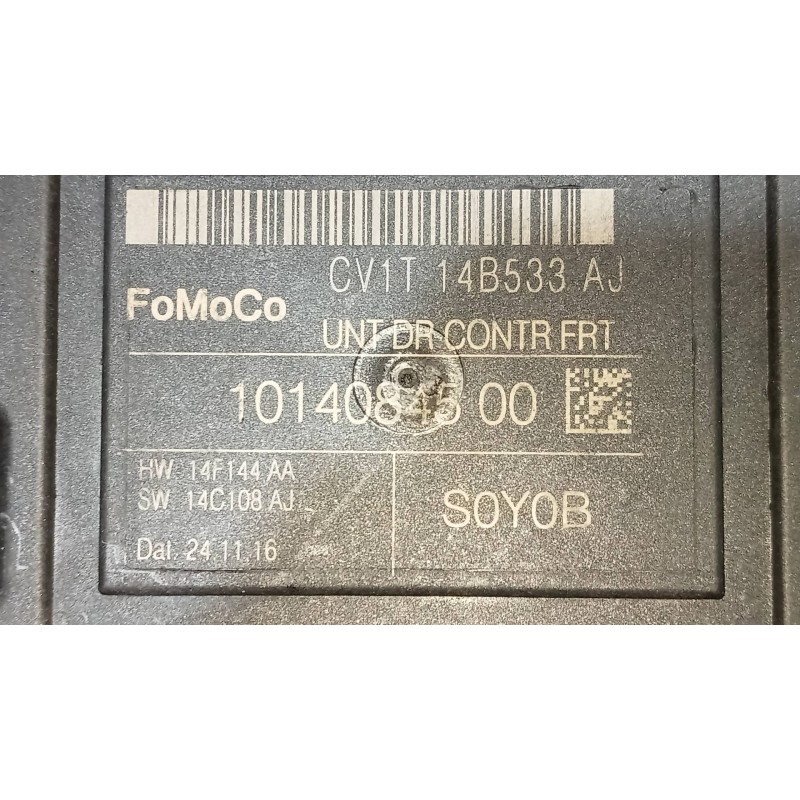 CV1T 14B533 AJ
FoMoCo
UNT DR CONTR FRT
10140845 00
HW 14F144 AA
SW 14C108 AJ
S0Y0B
Dat. 24.11.16